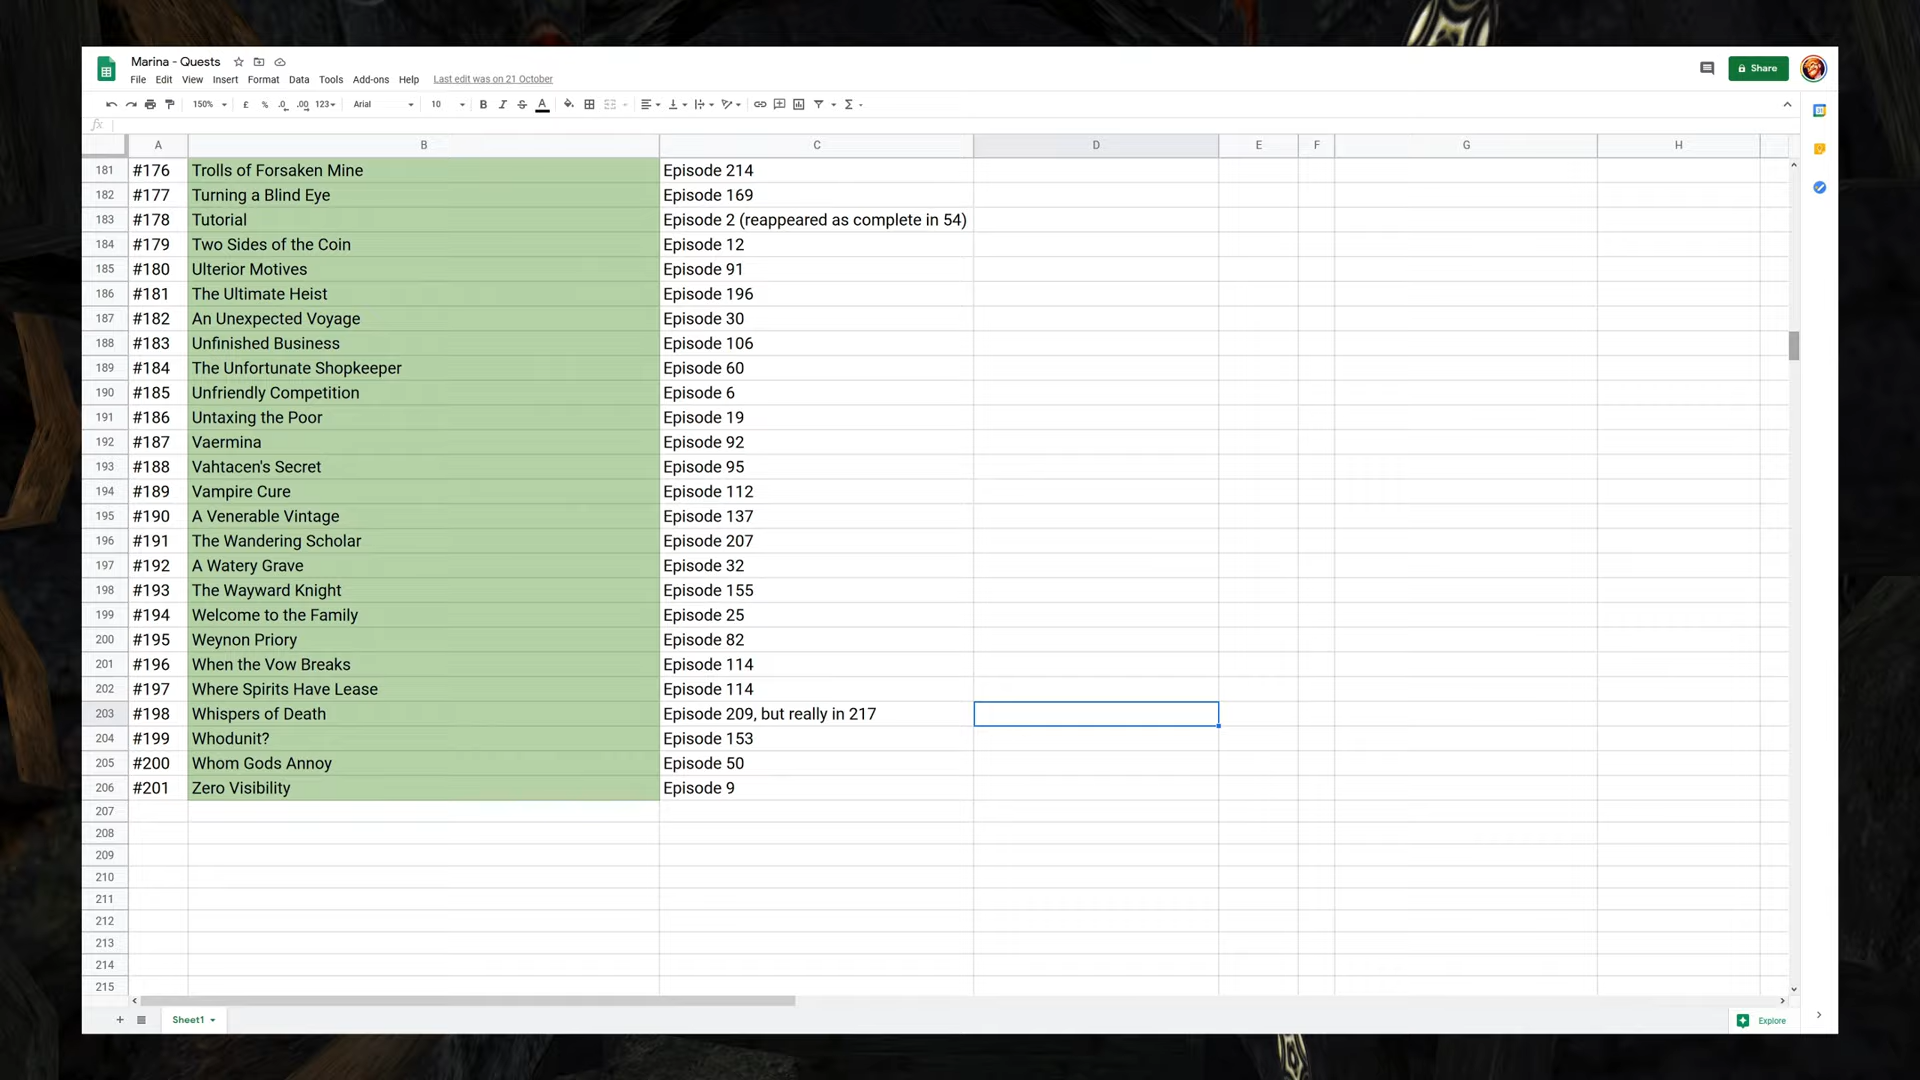 Marina - Quests
File Edit View Insert Format Data Tools Add-ons Help Last edit was on 21 October
Share
150% £ % .0 .00 123 Arial 10 B I S A
fx
A B C D E F G H
181 #176 Trolls of Forsaken Mine Episode 214
182 #177 Turning a Blind Eye Episode 169
183 #178 Tutorial Episode 2 (reappeared as complete in 54)
184 #179 Two Sides of the Coin Episode 12
185 #180 Ulterior Motives Episode 91
186 #181 The Ultimate Heist Episode 196
187 #182 An Unexpected Voyage Episode 30
188 #183 Unfinished Business Episode 106
189 #184 The Unfortunate Shopkeeper Episode 60
190 #185 Unfriendly Competition Episode 6
191 #186 Untaxing the Poor Episode 19
192 #187 Vaermina Episode 92
193 #188 Vahtacen's Secret Episode 95
194 #189 Vampire Cure Episode 112
195 #190 A Venerable Vintage Episode 137
196 #191 The Wandering Scholar Episode 207
197 #192 A Watery Grave Episode 32
198 #193 The Wayward Knight Episode 155
199 #194 Welcome to the Family Episode 25
200 #195 Weynon Priory Episode 82
201 #196 When the Vow Breaks Episode 114
202 #197 Where Spirits Have Lease Episode 114
203 #198 Whispers of Death Episode 209, but really in 217
204 #199 Whodunit? Episode 153
205 #200 Whom Gods Annoy Episode 50
206 #201 Zero Visibility Episode 9
207
208
209
210
211
212
213
214
215
Sheet1
Explore